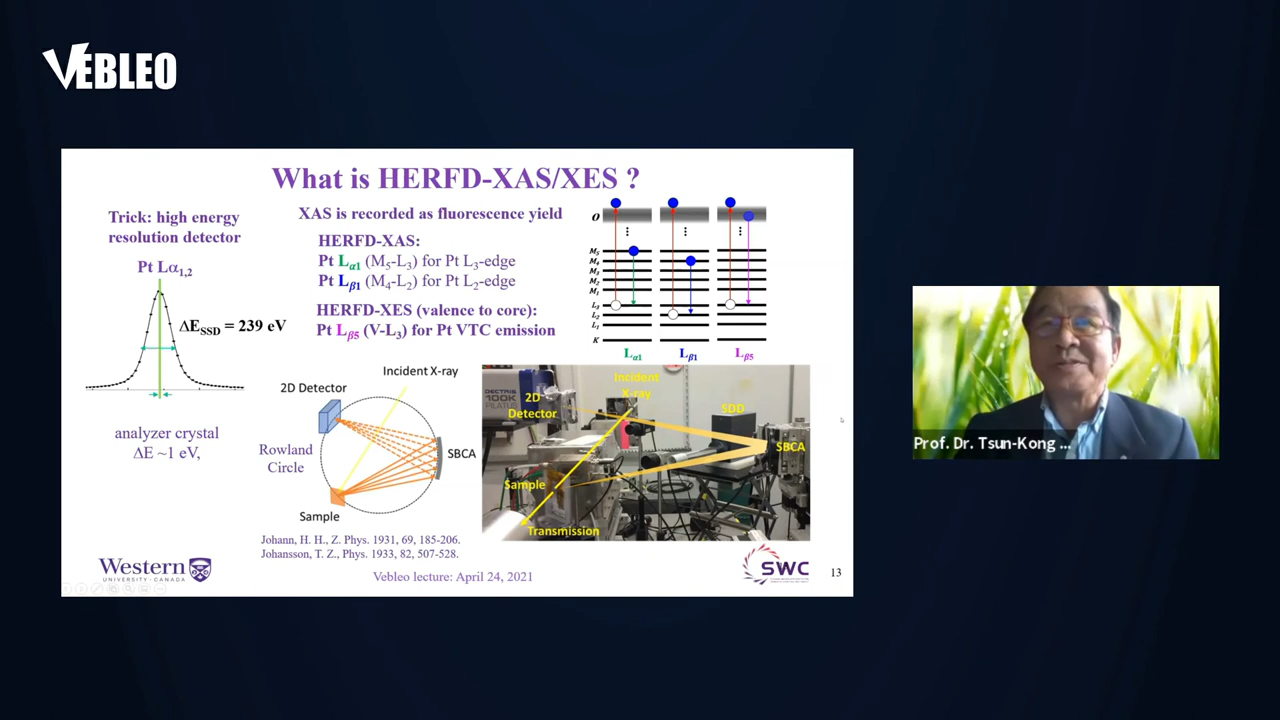 VEBLEO
What is HERFD-XAS/XES ?
Trick: high energy
resolution detector
XAS is recorded as fluorescence yield
HERFD-XAS:
Pt Lα1 (M5-L3) for Pt L3-edge
Pt Lβ1 (M4-L2) for Pt L2-edge
HERFD-XES (valence to core):
Pt Lβ5 (V-L3) for Pt VTC emission
Pt Lα1,2
ΔESSD = 239 eV
analyzer crystal
ΔE ~1 eV,
O
M5
M4
M3
M2
M1
L3
L2
L1
K
Lα1
Lβ1
Lβ5
Incident X-ray
2D Detector
Rowland
Circle
SBCA
Sample
DECTRIS
100K
PILATUS
Incident
X-ray
2D
Detector
SDD
SBCA
Sample
Transmission
Johann, H. H., Z. Phys. 1931, 69, 185-206.
Johansson, T. Z., Phys. 1933, 82, 507-528.
Western
UNIVERSITY · CANADA
Vebleo lecture: April 24, 2021
SWC
13
Prof. Dr. Tsun-Kong ...